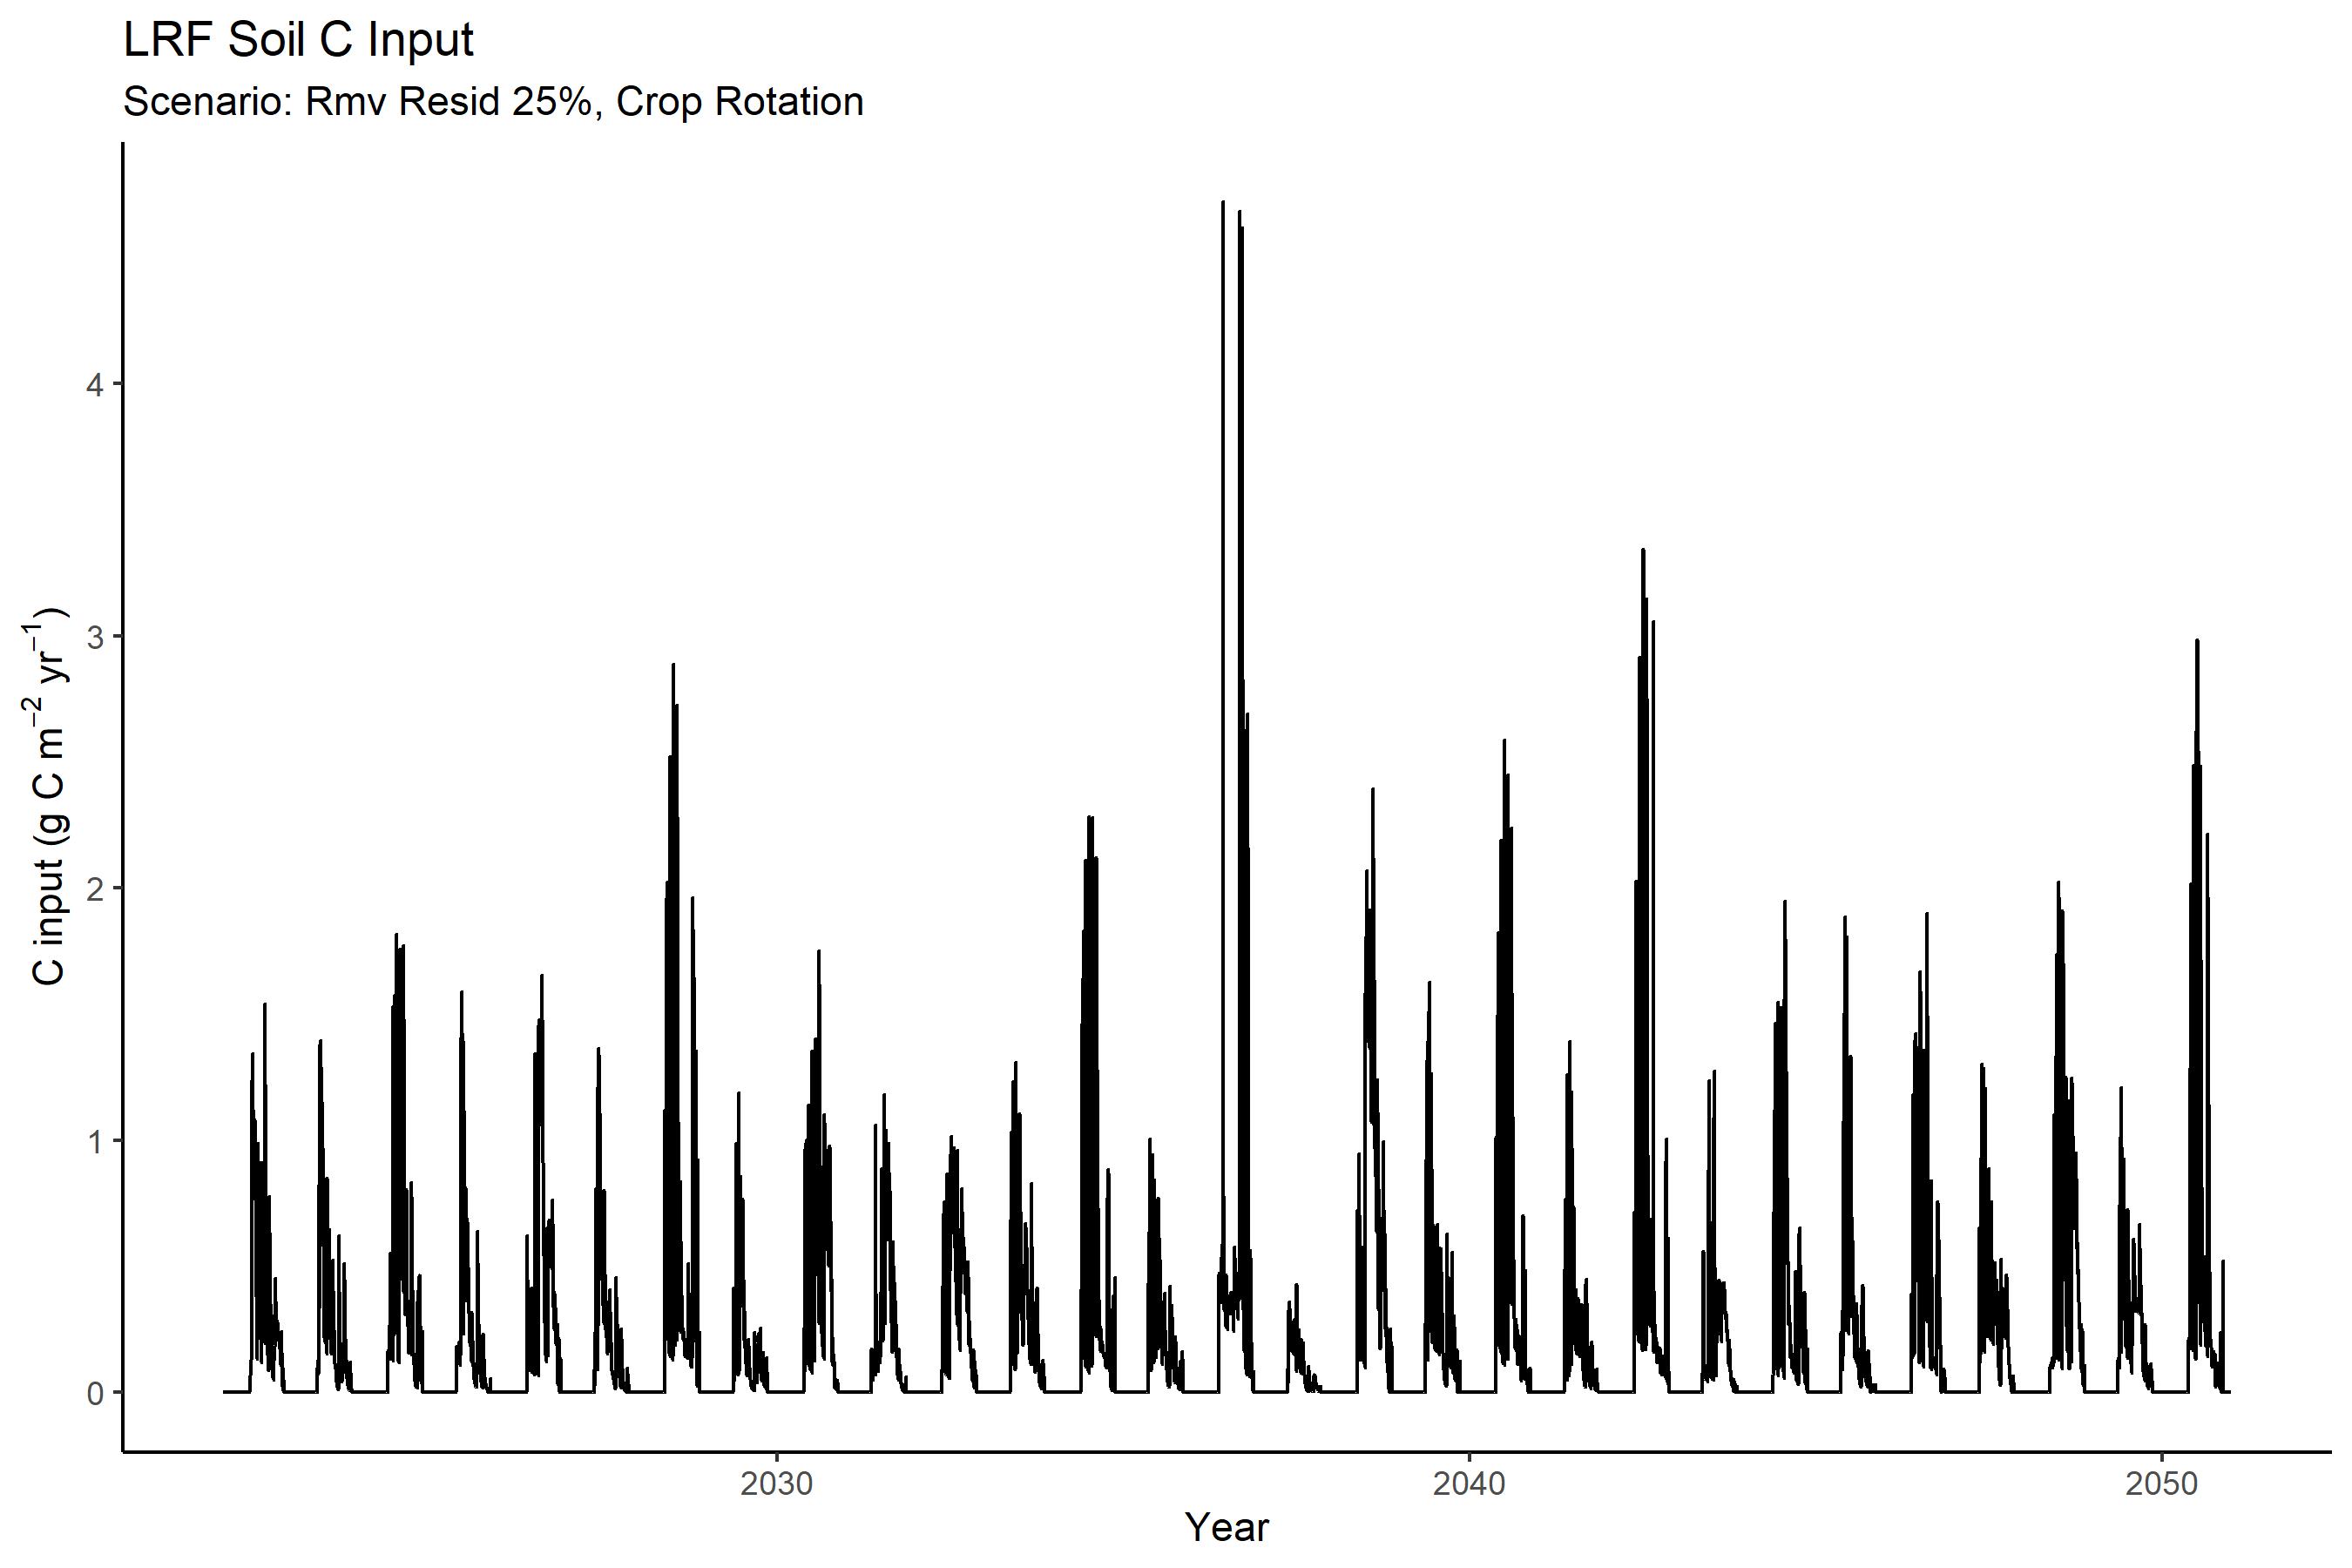 LRF Soil C Input
Scenario: Rmv Resid 25%, Crop Rotation
C input (g C m⁻² yr⁻¹)
4
3
2
1
0
2030 2040 2050
Year